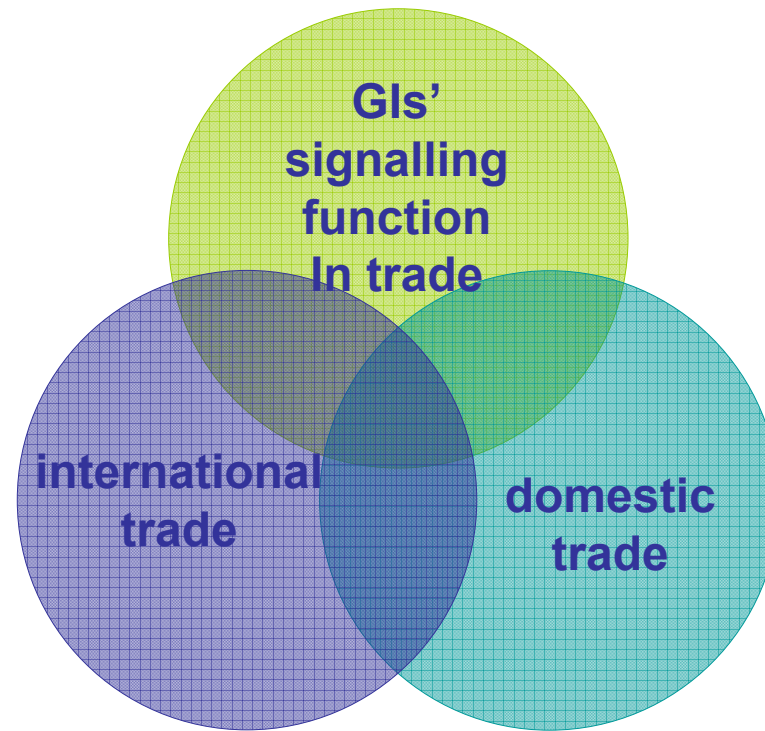 GIs’
signalling
function
In trade
international
trade
domestic
trade